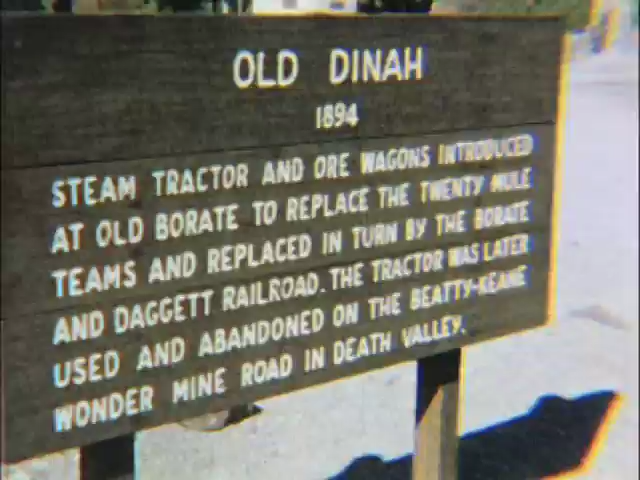 OLD DINAH
1894
STEAM TRACTOR AND ORE WAGONS INTRODUCED
AT OLD BORATE TO REPLACE THE TWENTY MULE
TEAMS AND REPLACED IN TURN BY THE BORATE
AND DAGGETT RAILROAD. THE TRACTOR WAS LATER
USED AND ABANDONED ON THE BEATTY-KEANE
WONDER MINE ROAD IN DEATH VALLEY.